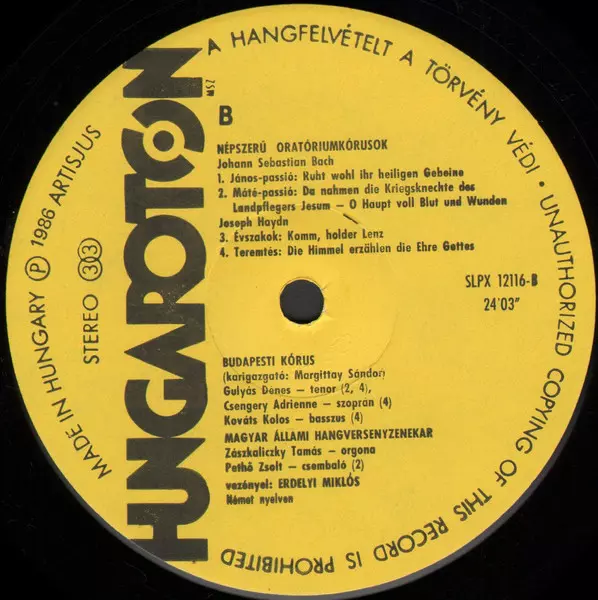 A HANGFELVÉTELT A TÖRVÉNY VÉDI • UNAUTHORIZED COPYING OF THIS RECORD IS PROHIBITED
MADE IN HUNGARY Ⓟ 1986 ARTISJUS
STEREO 33
HUNGAROTON
MSZ
B
NÉPSZERŰ ORATÓRIUMKÓRUSOK
Johann Sebastian Bach
1. János-passió: Ruht wohl ihr heiligen Gebeine
2. Máté-passió: Da nahmen die Kriegsknechte des
Landpflegers Jesum – O Haupt voll Blut und Wunden
Joseph Haydn
3. Évszakok: Komm, holder Lenz
4. Teremtés: Die Himmel erzählen die Ehre Gottes
SLPX 12116-B
24'03"
BUDAPESTI KÓRUS
(karigazgató: Margittay Sándor)
Gulyás Dénes – tenor (2, 4),
Csengery Adrienne – szoprán (4)
Kováts Kolos – basszus (4)
MAGYAR ÁLLAMI HANGVERSENYZENEKAR
Zászkaliczky Tamás – orgona
Pethő Zsolt – csembaló (2)
vezényel: ERDELYI MIKLÓS
Német nyelven